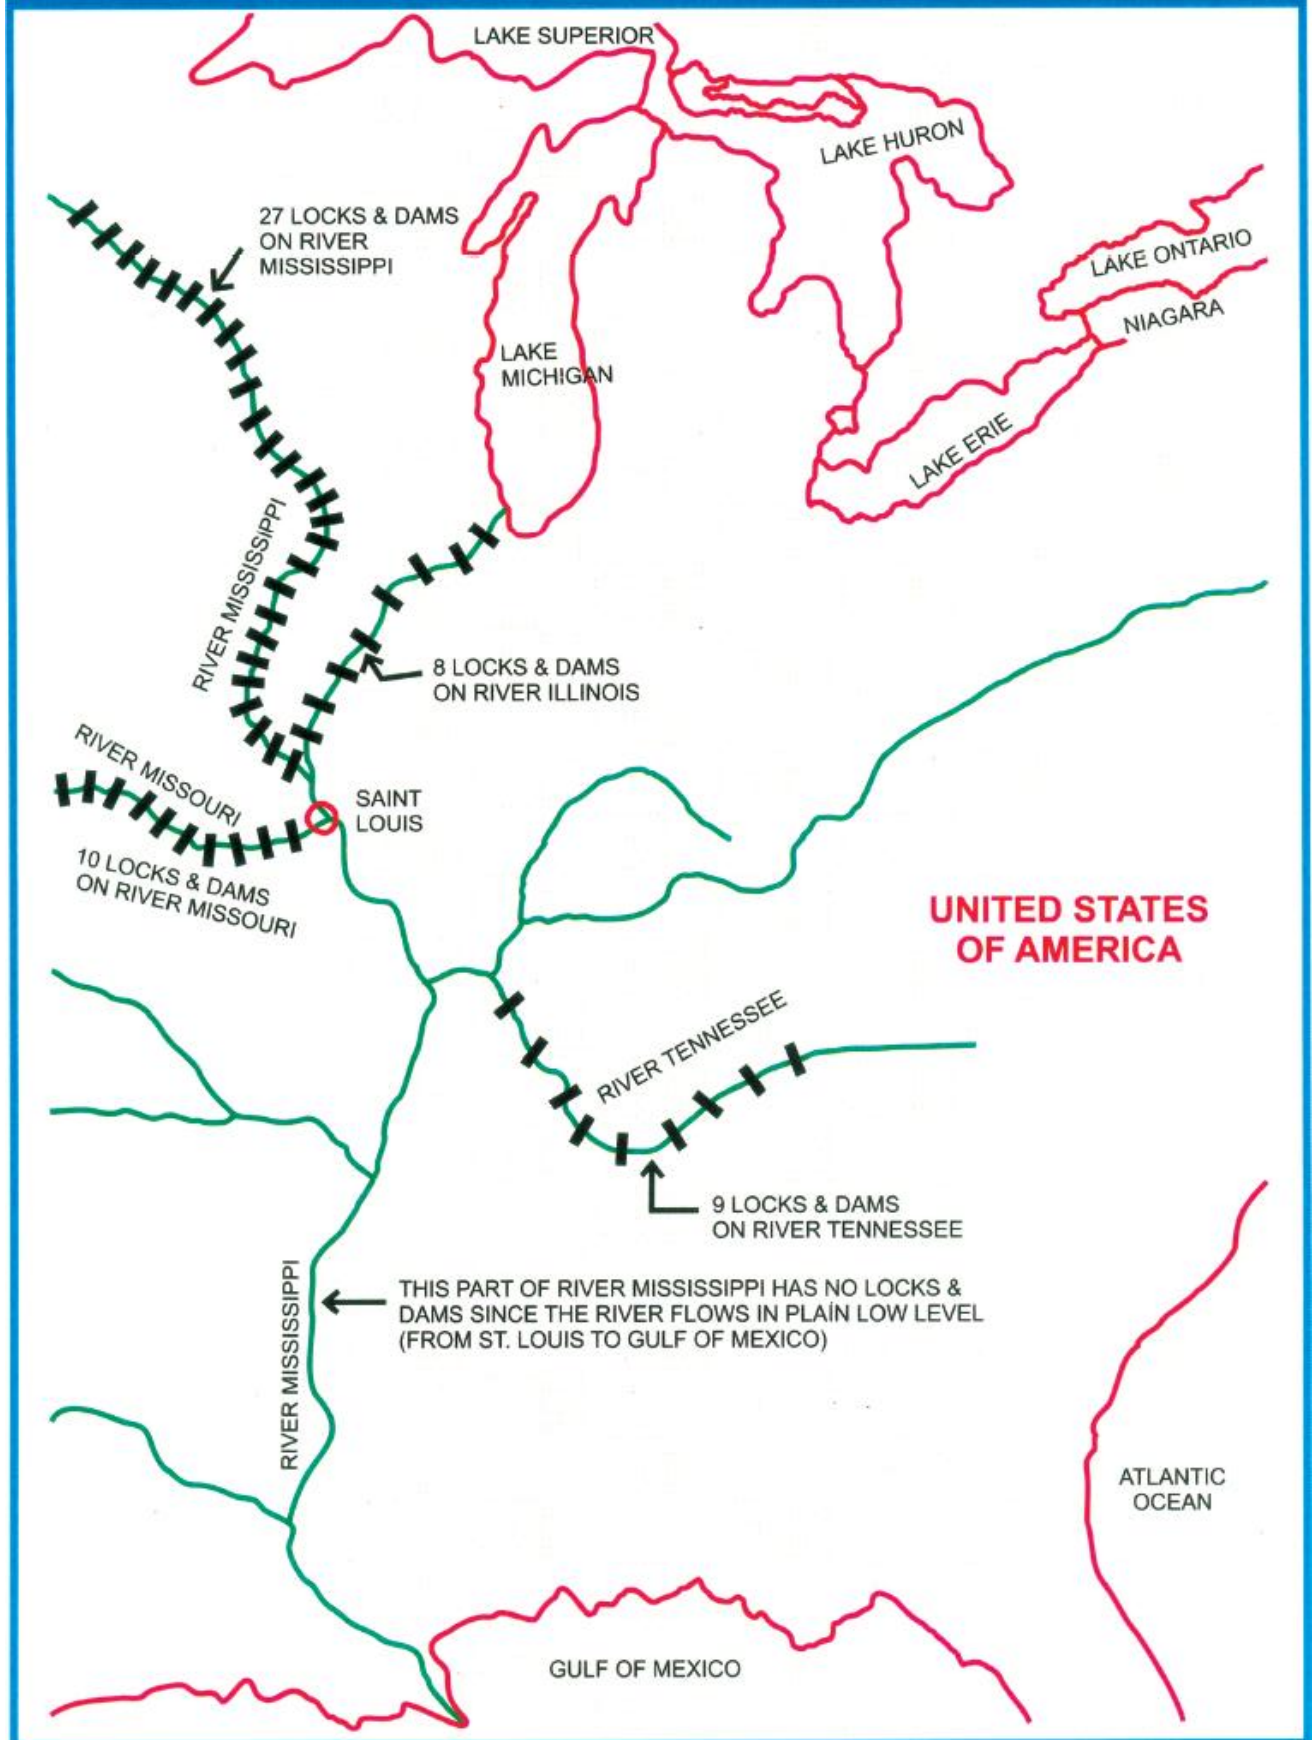 LAKE SUPERIOR
LAKE HURON
27 LOCKS & DAMS
ON RIVER
MISSISSIPPI
LAKE ONTARIO
NIAGARA
LAKE
MICHIGAN
LAKE ERIE
RIVER MISSISSIPPI
8 LOCKS & DAMS
ON RIVER ILLINOIS
RIVER MISSOURI
SAINT
LOUIS
10 LOCKS & DAMS
ON RIVER MISSOURI
UNITED STATES
OF AMERICA
RIVER TENNESSEE
9 LOCKS & DAMS
ON RIVER TENNESSEE
RIVER MISSISSIPPI
THIS PART OF RIVER MISSISSIPPI HAS NO LOCKS &
DAMS SINCE THE RIVER FLOWS IN PLAIN LOW LEVEL
(FROM ST. LOUIS TO GULF OF MEXICO)
ATLANTIC
OCEAN
GULF OF MEXICO